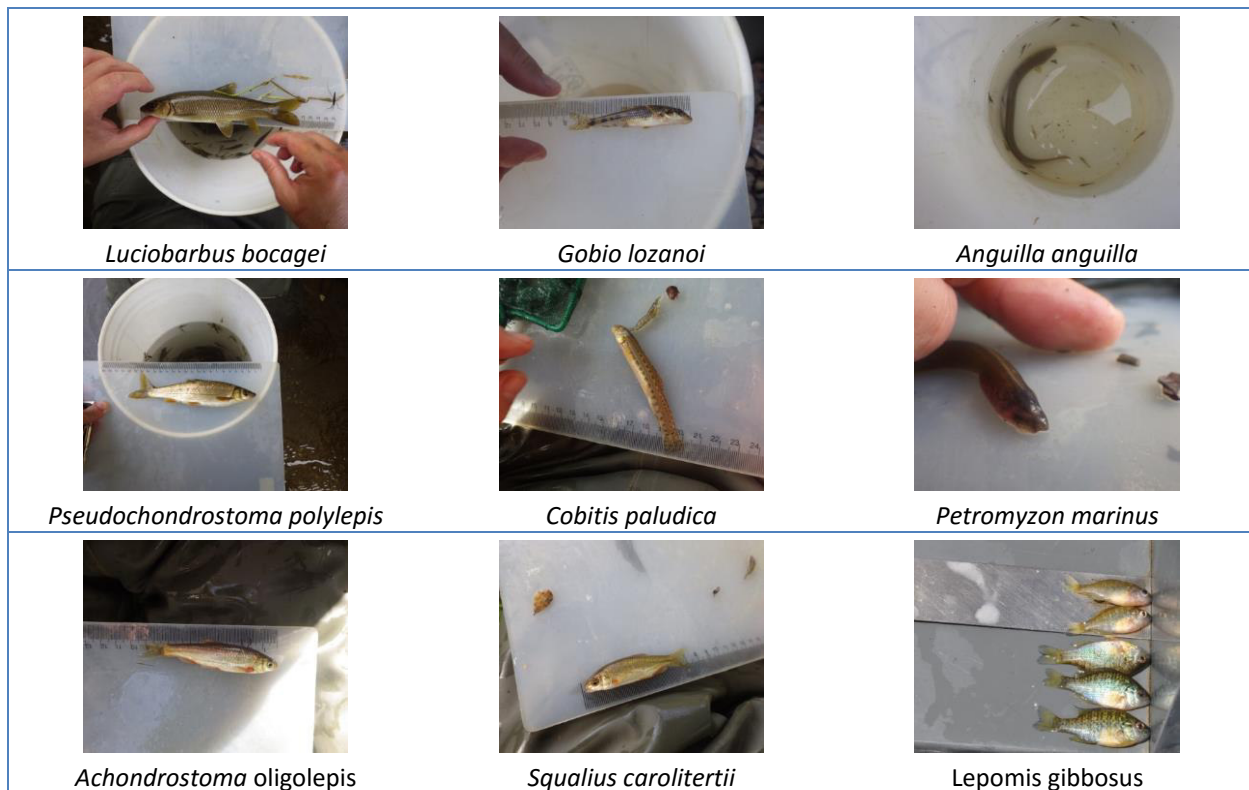 Luciobarbus bocagei
Gobio lozanoi
Anguilla anguilla
Pseudochondrostoma polylepis
Cobitis paludica
Petromyzon marinus
Achondrostoma oligolepis
Squalius carolitertii
Lepomis gibbosus